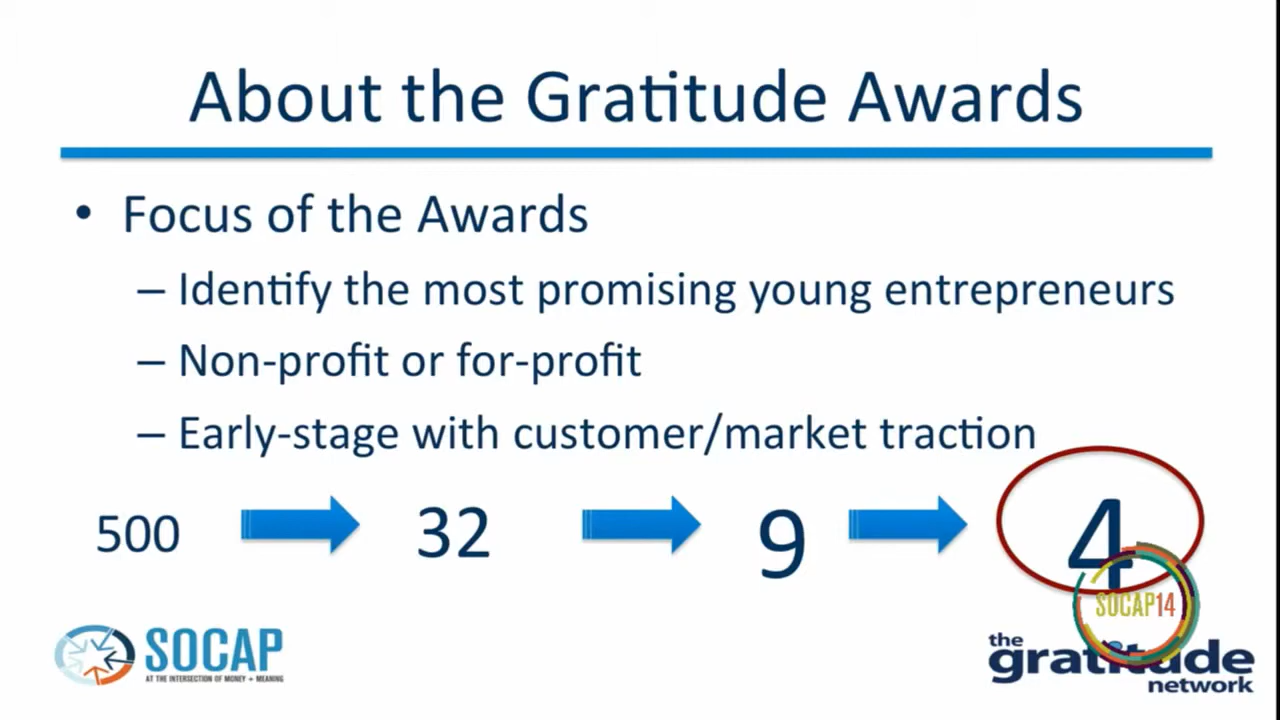 About the Gratitude Awards
• Focus of the Awards
– Identify the most promising young entrepreneurs
– Non-profit or for-profit
– Early-stage with customer/market traction
500 32 9 4
SOCAP14
SOCAP
AT THE INTERSECTION OF MONEY + MEANING
the
gratitude
network